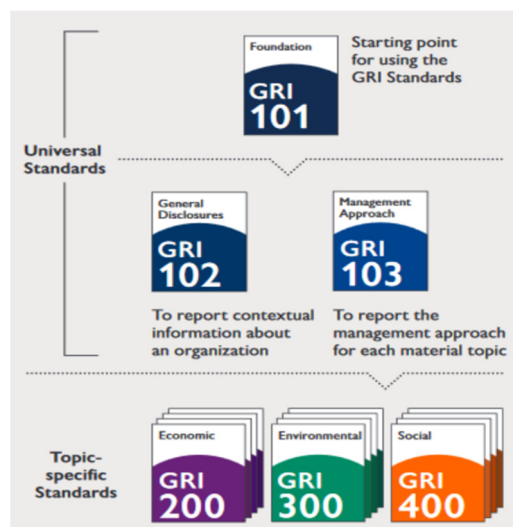 Foundation
GRI
101
Starting point
for using the
GRI Standards
Universal
Standards
General
Disclosures
GRI
102
Management
Approach
GRI
103
To report contextual
information about
an organization
To report the
management approach
for each material topic
Topic-
specific
Standards
Economic
GRI
200
Environmental
GRI
300
Social
GRI
400